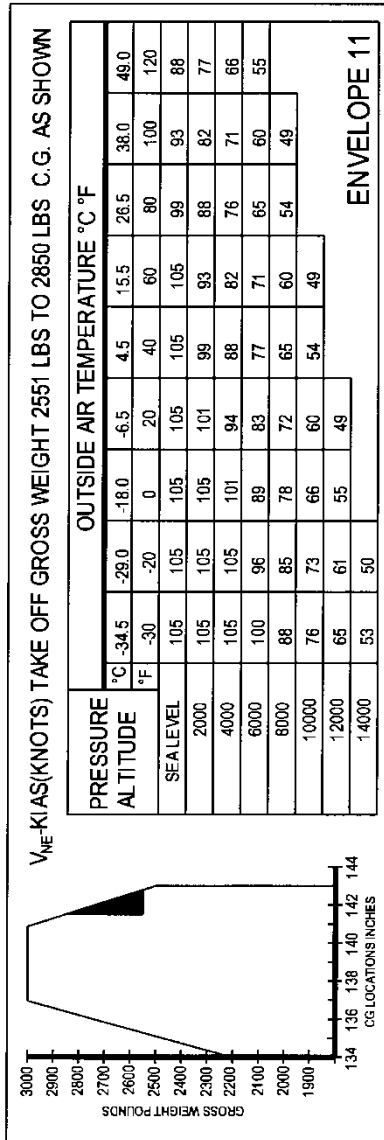 V_NE-KIAS(KNOTS) TAKE OFF GROSS WEIGHT 2551 LBS TO 2850 LBS C.G. AS SHOWN
PRESSURE ALTITUDE
OUTSIDE AIR TEMPERATURE °C °F
°C -34.5 -29.0 -18.0 -6.5 4.5 15.5 26.5 38.0 49.0
°F -30 -20 0 20 40 60 80 100 120
SEA LEVEL 105 105 105 105 105 105 99 93 88
2000 105 105 105 101 99 93 88 82 77
4000 105 105 101 94 88 82 76 71 66
6000 100 96 89 83 77 71 65 60 55
8000 88 85 78 72 65 60 54 49
10000 76 73 66 60 54 49
12000 65 61 55 49
14000 53 50
ENVELOPE 11
GROSS WEIGHT POUNDS
3000
2900
2800
2700
2600
2500
2400
2300
2200
2100
2000
1900
134 136 138 140 142 144
CG LOCATIONS INCHES